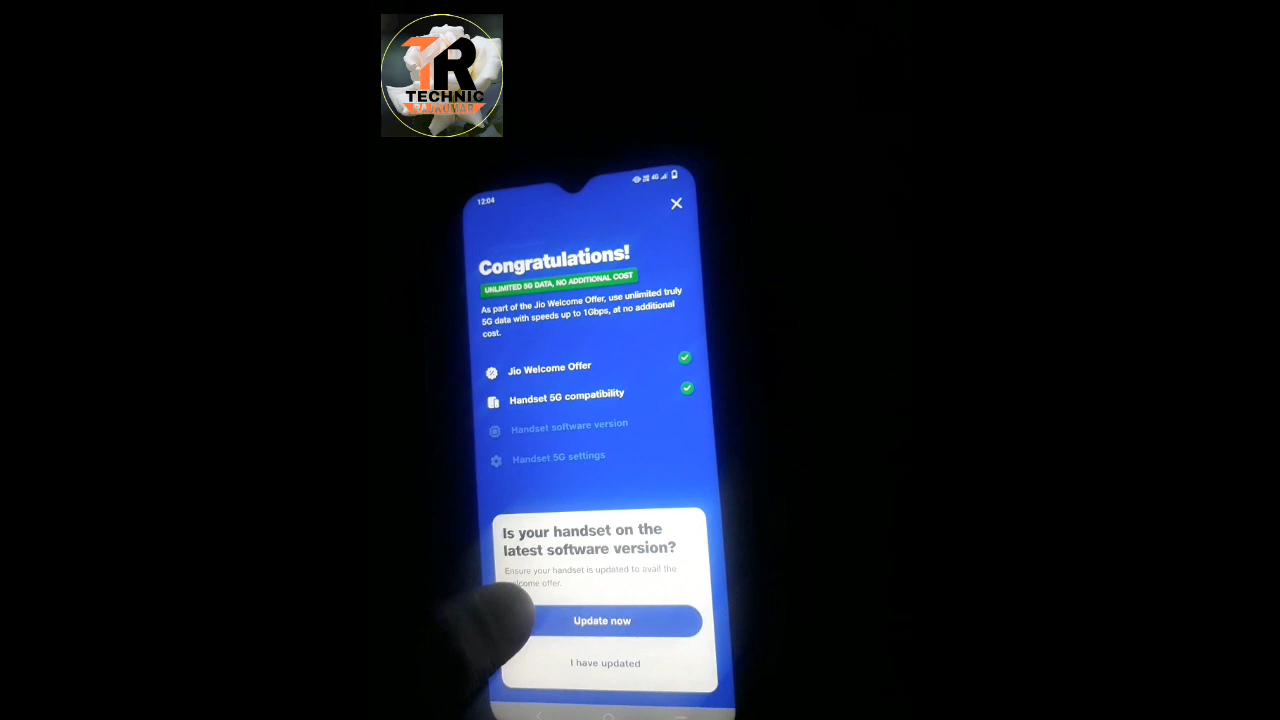 TR
TECHNIC
RAJKUMAR
12:04
4G
Congratulations!
UNLIMITED 5G DATA, NO ADDITIONAL COST
As part of the Jio Welcome Offer, use unlimited truly
5G data with speeds up to 1Gbps, at no additional
cost.
Jio Welcome Offer
Handset 5G compatibility
Handset software version
Handset 5G settings
Is your handset on the
latest software version?
Ensure your handset is updated to avail the
welcome offer.
Update now
I have updated